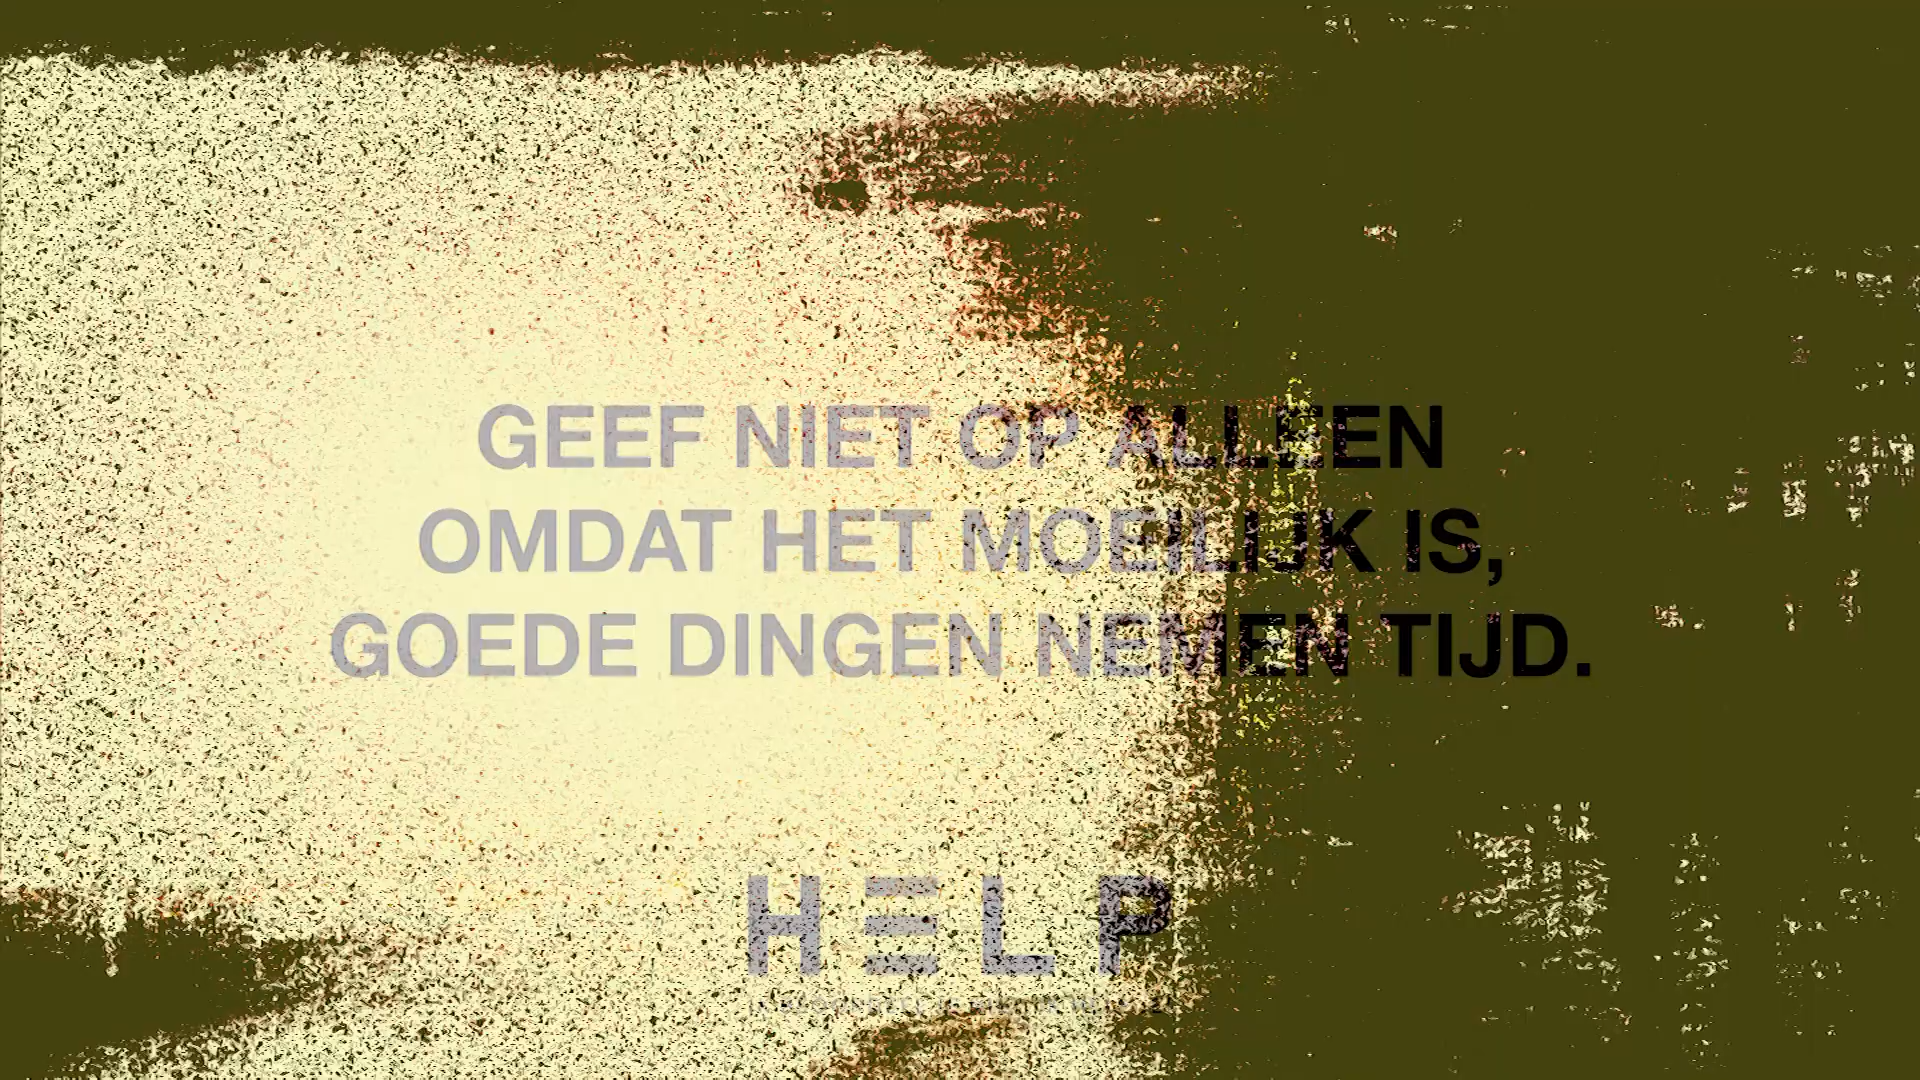 GEEF NIET OP ALLEEN
OMDAT HET MOEILIJK IS,
GOEDE DINGEN NEMEN TIJD.
HELP